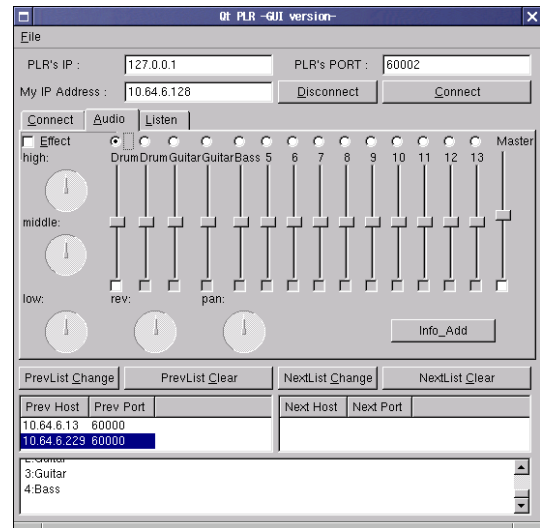 Qt PLR -GUI version-
File
PLR's IP : 127.0.0.1 PLR's PORT : 60002
My IP Address : 10.64.6.128 Disconnect Connect
Connect Audio Listen
Effect Master
high: Drum Drum Guitar Guitar Bass 5 6 7 8 9 10 11 12 13
middle:
low: rev: pan:
Info_Add
PrevList Change PrevList Clear NextList Change NextList Clear
Prev Host Prev Port Next Host Next Port
10.64.6.13 60000
10.64.6.229 60000
3:Guitar
4:Bass